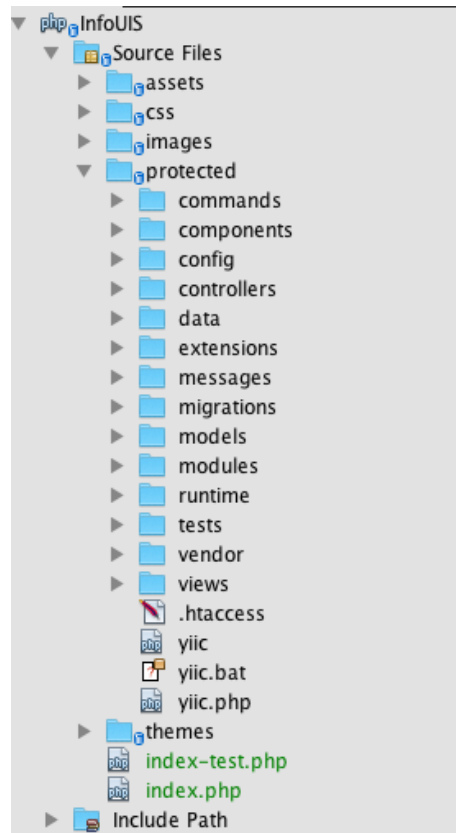 InfoUIS
Source Files
assets
css
images
protected
commands
components
config
controllers
data
extensions
messages
migrations
models
modules
runtime
tests
vendor
views
.htaccess
yiic
yiic.bat
yiic.php
themes
index-test.php
index.php
Include Path